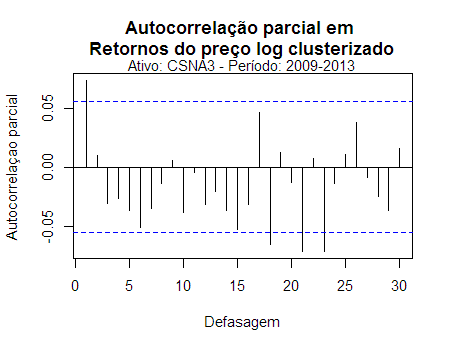 Autocorrelação parcial em
Retornos do preço log clusterizado
Ativo: CSNA3 - Período: 2009-2013
Autocorrelaçao parcial
0.05
0.00
-0.05
0 5 10 15 20 25 30
Defasagem